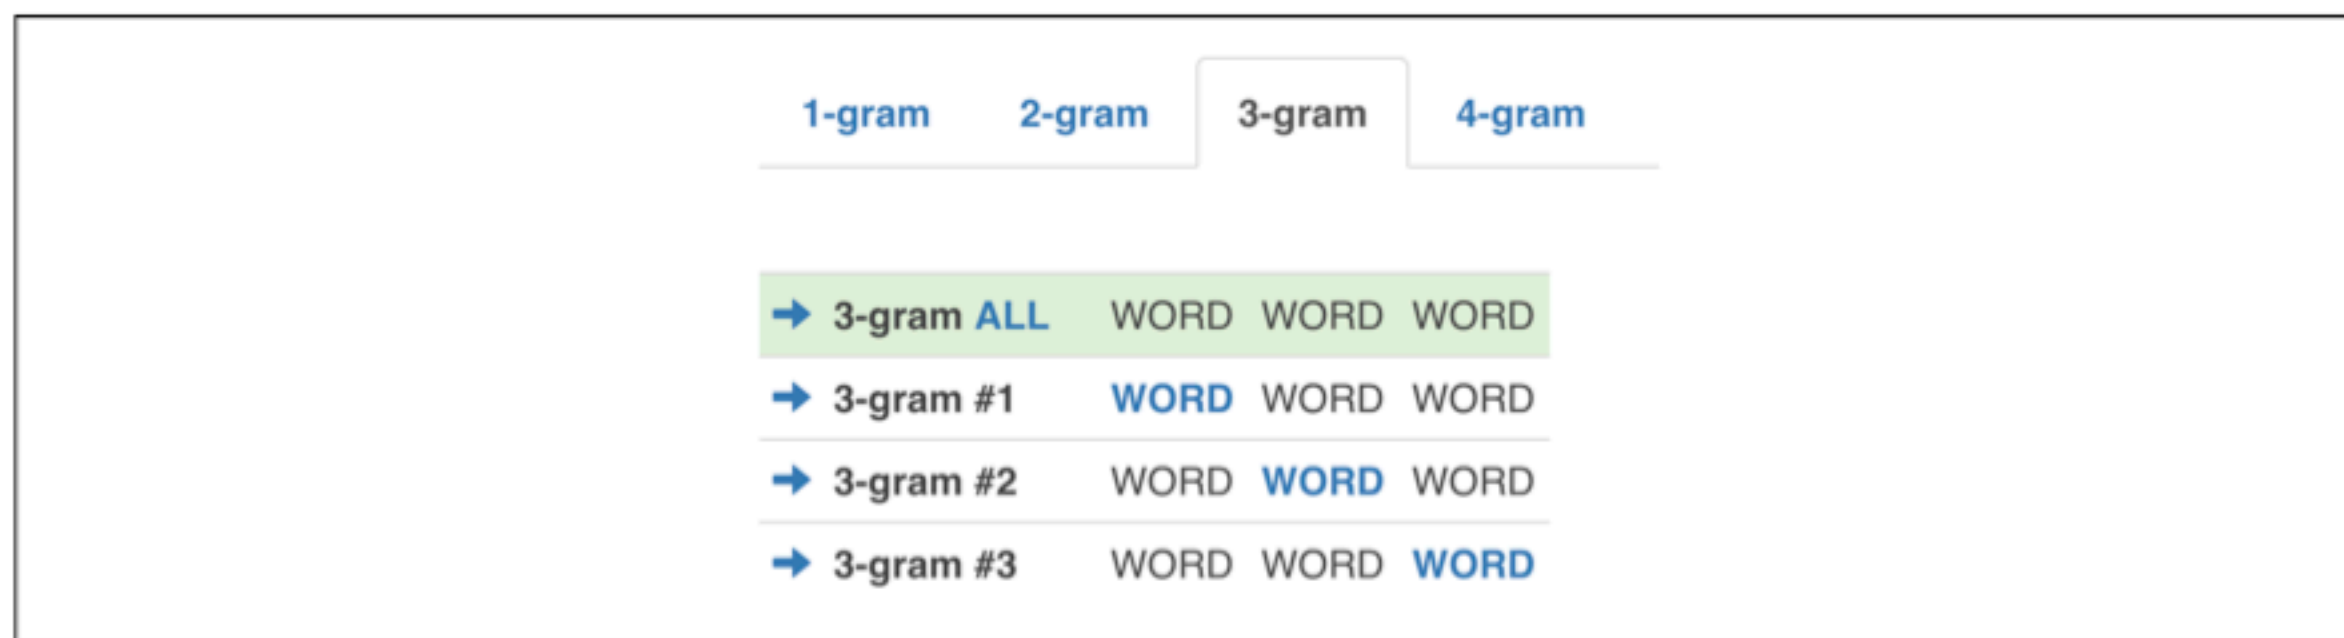 1-gram 2-gram 3-gram 4-gram
3-gram ALL WORD WORD WORD
3-gram #1 WORD WORD WORD
3-gram #2 WORD WORD WORD
3-gram #3 WORD WORD WORD